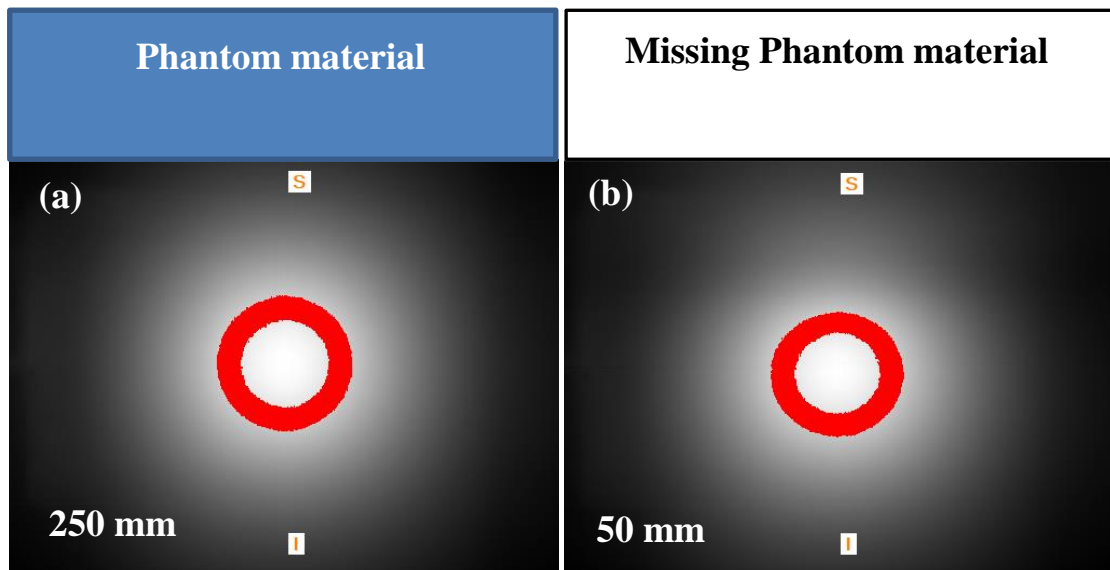 Phantom material
Missing Phantom material
(a)
S
(b)
S
250 mm
I
50 mm
I